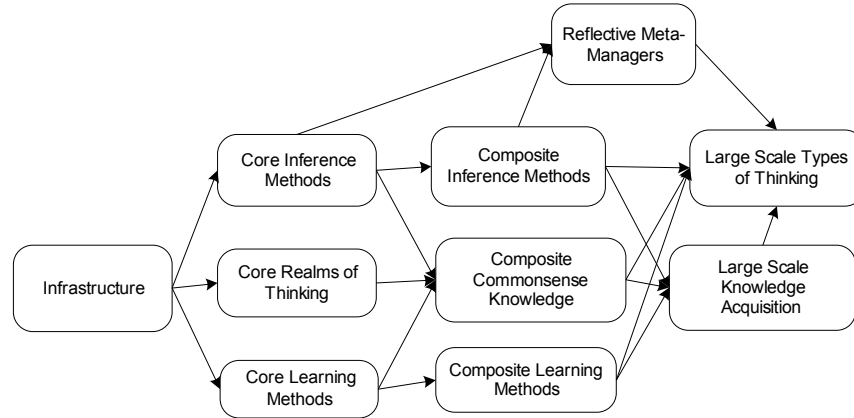 Reflective Meta-
Managers
Core Inference
Methods
Composite
Inference Methods
Large Scale Types
of Thinking
Infrastructure
Core Realms of
Thinking
Composite
Commonsense
Knowledge
Large Scale
Knowledge
Acquisition
Core Learning
Methods
Composite Learning
Methods